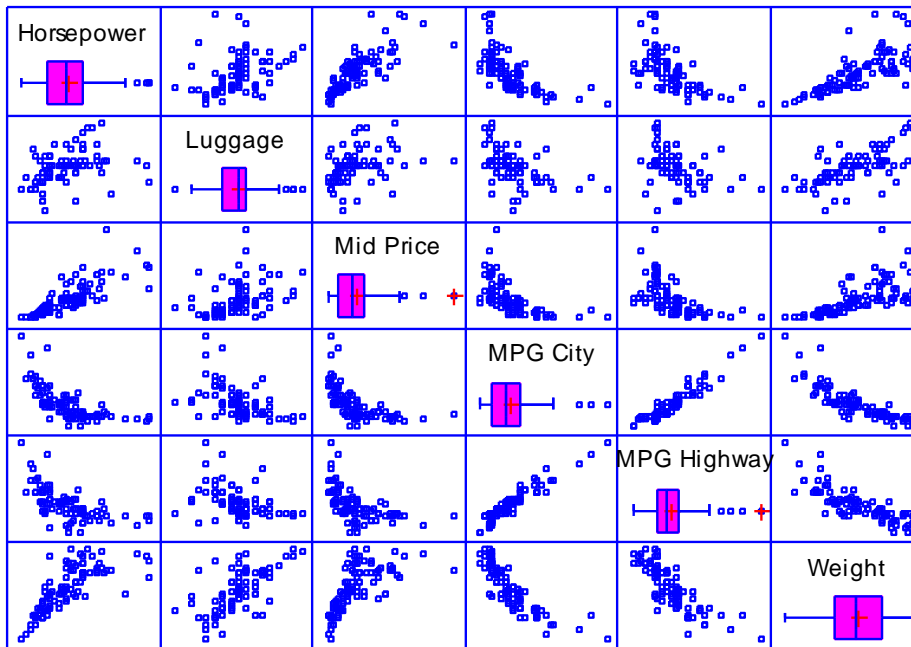 Horsepower
Luggage
Mid Price
MPG City
MPG Highway
Weight